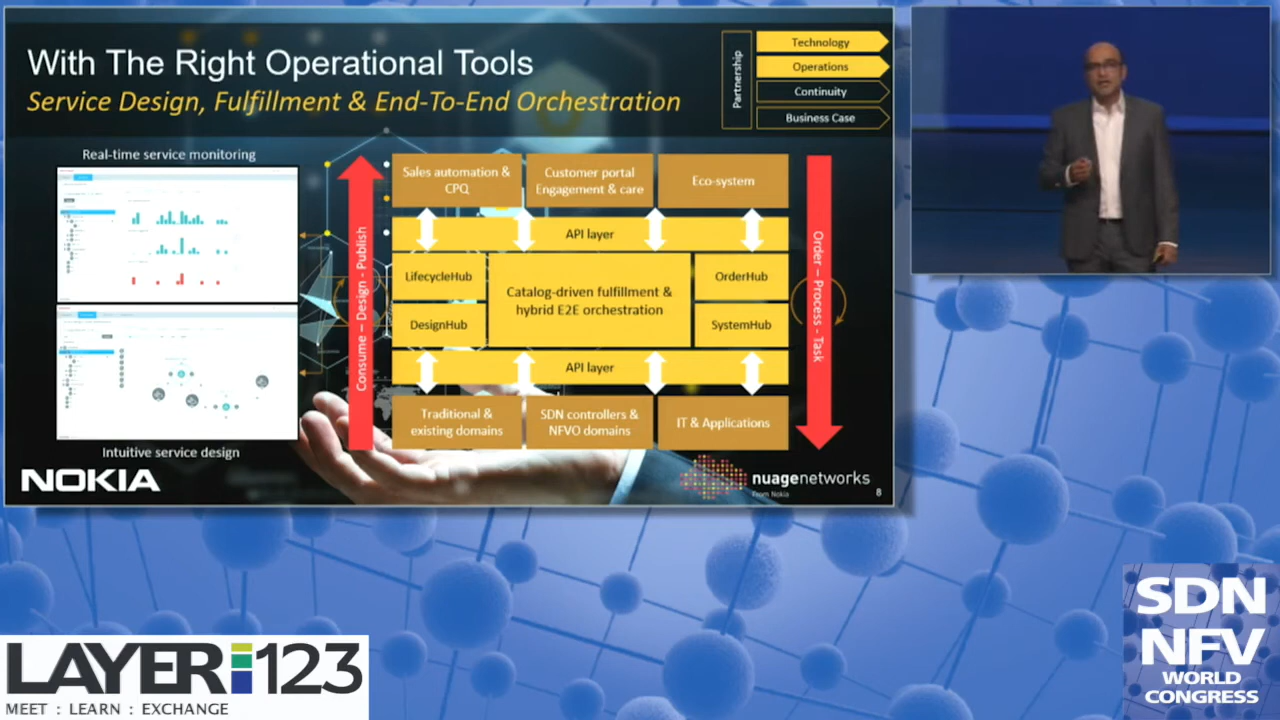 With The Right Operational Tools
Service Design, Fulfillment & End-To-End Orchestration
Partnership
Technology
Operations
Continuity
Business Case
Real-time service monitoring
Intuitive service design
Consume – Design - Publish
Sales automation &
CPQ
Customer portal
Engagement & care
Eco-system
API layer
LifecycleHub
DesignHub
Catalog-driven fulfillment &
hybrid E2E orchestration
OrderHub
SystemHub
API layer
Traditional &
existing domains
SDN controllers &
NFVO domains
IT & Applications
Order – Process - Task
NOKIA
nuagenetworks
From Nokia
8
LAYER123
MEET : LEARN : EXCHANGE
SDN
NFV
WORLD
CONGRESS